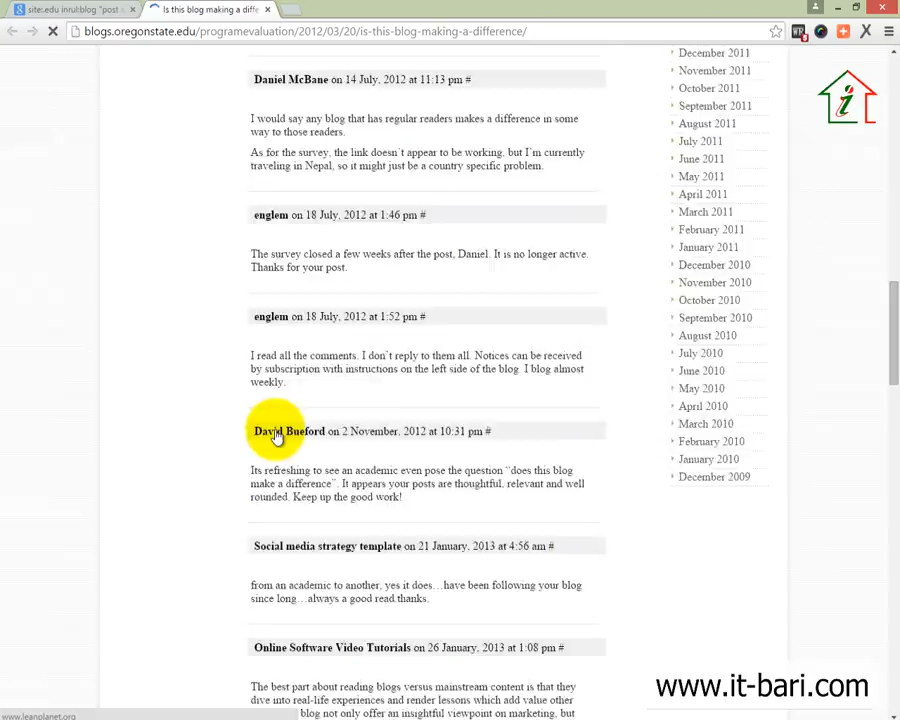 site:.edu inrul:blog "post
Is this blog making a diffe
blogs.oregonstate.edu/programevaluation/2012/03/20/is-this-blog-making-a-difference/
Daniel McBane on 14 July, 2012 at 11:13 pm #
I would say any blog that has regular readers makes a difference in some
way to those readers.
As for the survey, the link doesn't appear to be working, but I'm currently
traveling in Nepal, so it might just be a country specific problem.
englem on 18 July, 2012 at 1:46 pm #
The survey closed a few weeks after the post, Daniel. It is no longer active.
Thanks for your post.
englem on 18 July, 2012 at 1:52 pm #
I read all the comments. I don't reply to them all. Notices can be received
by subscription with instructions on the left side of the blog. I blog almost
weekly.
David Bueford on 2 November, 2012 at 10:31 pm #
Its refreshing to see an academic even pose the question "does this blog
make a difference". It appears your posts are thoughtful, relevant and well
rounded. Keep up the good work!
Social media strategy template on 21 January, 2013 at 4:56 am #
from an academic to another, yes it does…have been following your blog
since long…always a good read.thanks.
Online Software Video Tutorials on 26 January, 2013 at 1:08 pm #
The best part about reading blogs versus mainstream content is that they
dive into real-life experiences and render lessons which add value other
blog not only offer an insightful viewpoint on marketing, but
December 2011
November 2011
October 2011
September 2011
August 2011
July 2011
June 2011
May 2011
April 2011
March 2011
February 2011
January 2011
December 2010
November 2010
October 2010
September 2010
August 2010
July 2010
June 2010
May 2010
April 2010
March 2010
February 2010
January 2010
December 2009
www.leanplanet.org
www.it-bari.com